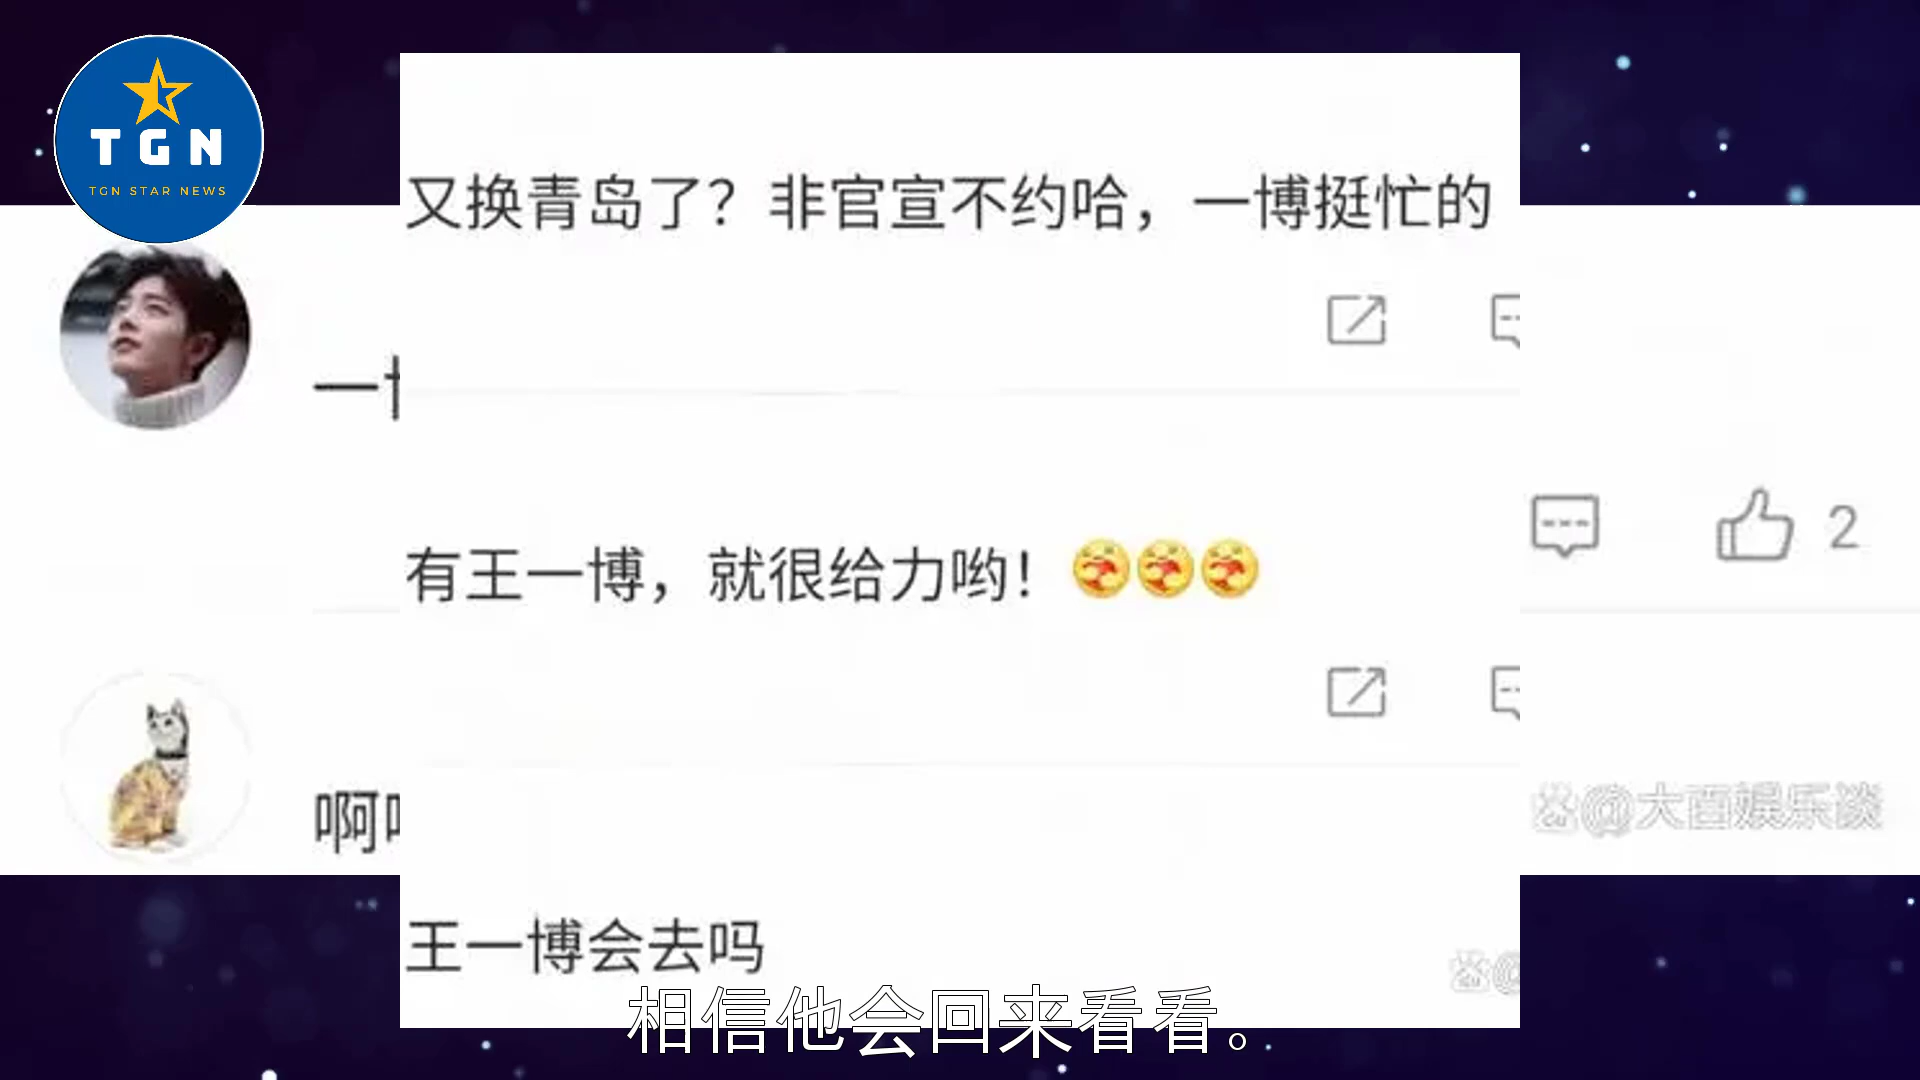 TGN
TGN STAR NEWS
又换青岛了？非官宣不约哈，一博挺忙的
一
有王一博，就很给力哟！
2
啊
@大酉娱乐谈
王一博会去吗
相信他会回来看看。